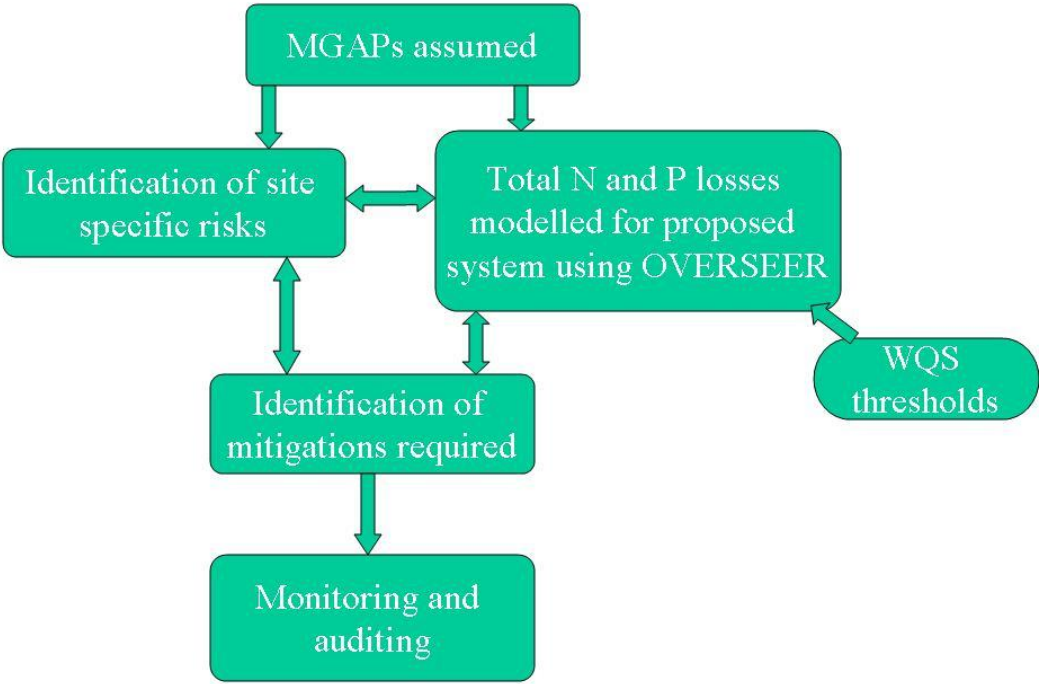 MGAPs assumed
Identification of site
specific risks
Total N and P losses
modelled for proposed
system using OVERSEER
WQS
thresholds
Identification of
mitigations required
Monitoring and
auditing